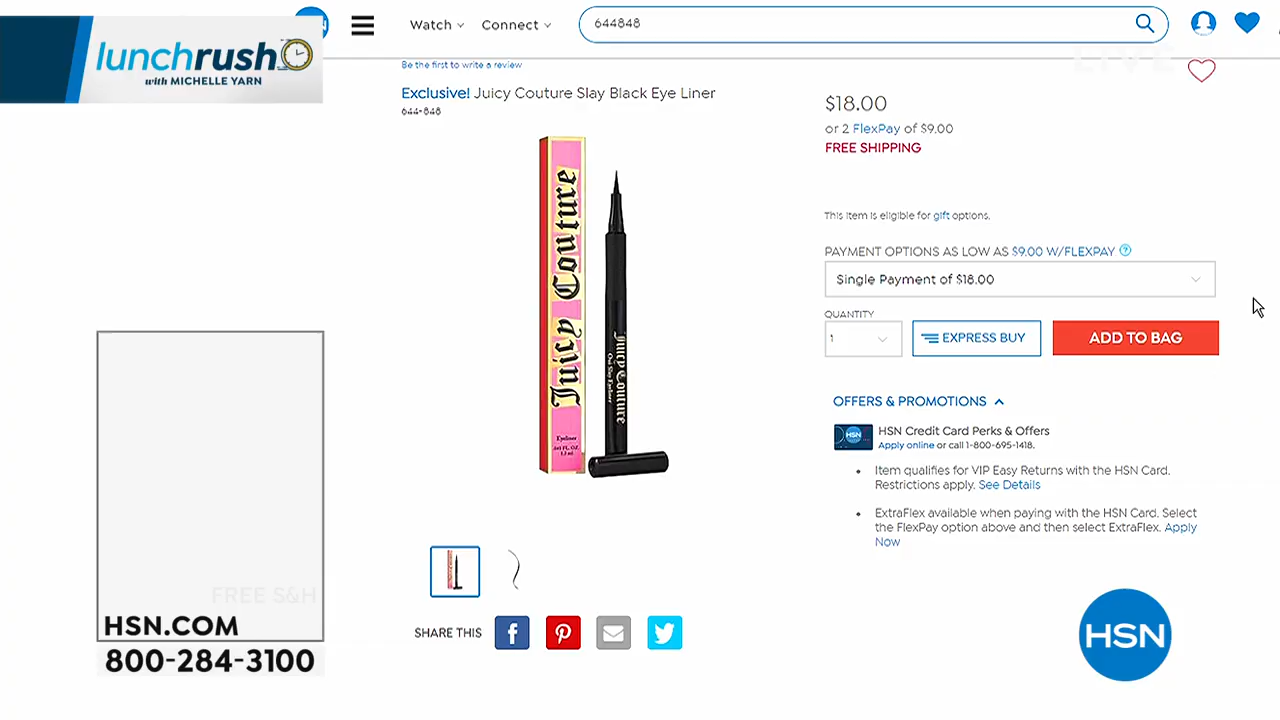 lunchrush
with MICHELLE YARN
Watch
Connect
644848
LIVE
Be the first to write a review
Exclusive! Juicy Couture Slay Black Eye Liner
644-848
$18.00
or 2 FlexPay of $9.00
FREE SHIPPING
This item is eligible for gift options.
PAYMENT OPTIONS AS LOW AS $9.00 W/FLEXPAY
Single Payment of $18.00
QUANTITY
1
EXPRESS BUY
ADD TO BAG
Juicy Couture
Eyeliner
Juicy Couture
Oui Slay Eyeliner
OFFERS & PROMOTIONS
HSN
HSN Credit Card Perks & Offers
Apply online or call 1-800-695-1418.
Item qualifies for VIP Easy Returns with the HSN Card.
Restrictions apply. See Details
ExtraFlex available when paying with the HSN Card. Select
the FlexPay option above and then select ExtraFlex. Apply
Now
SHARE THIS
FREE S&H
HSN.COM
800-284-3100
HSN